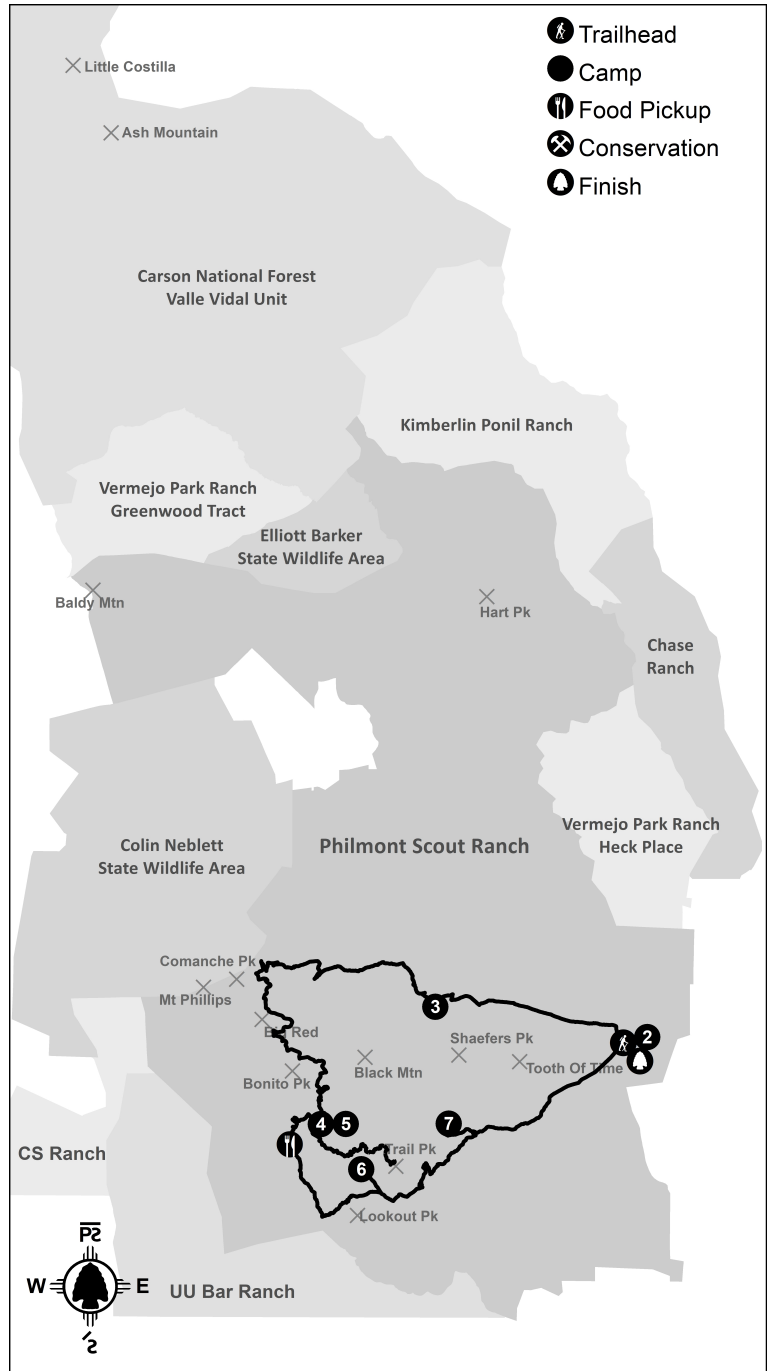 Trailhead
Camp
Food Pickup
Conservation
Finish
Little Costilla
Ash Mountain
Carson National Forest
Valle Vidal Unit
Kimberlin Ponil Ranch
Vermejo Park Ranch
Greenwood Tract
Elliott Barker
State Wildlife Area
Baldy Mtn
Hart Pk
Chase
Ranch
Vermejo Park Ranch
Heck Place
Colin Neblett
State Wildlife Area
Philmont Scout Ranch
Comanche Pk
Mt Phillips
3
Big Red
Shaefers Pk
2
Black Mtn
Tooth Of Time
Bonito Pk
4
5
7
CS Ranch
Trail Pk
6
Lookout Pk
W
E
UU Bar Ranch